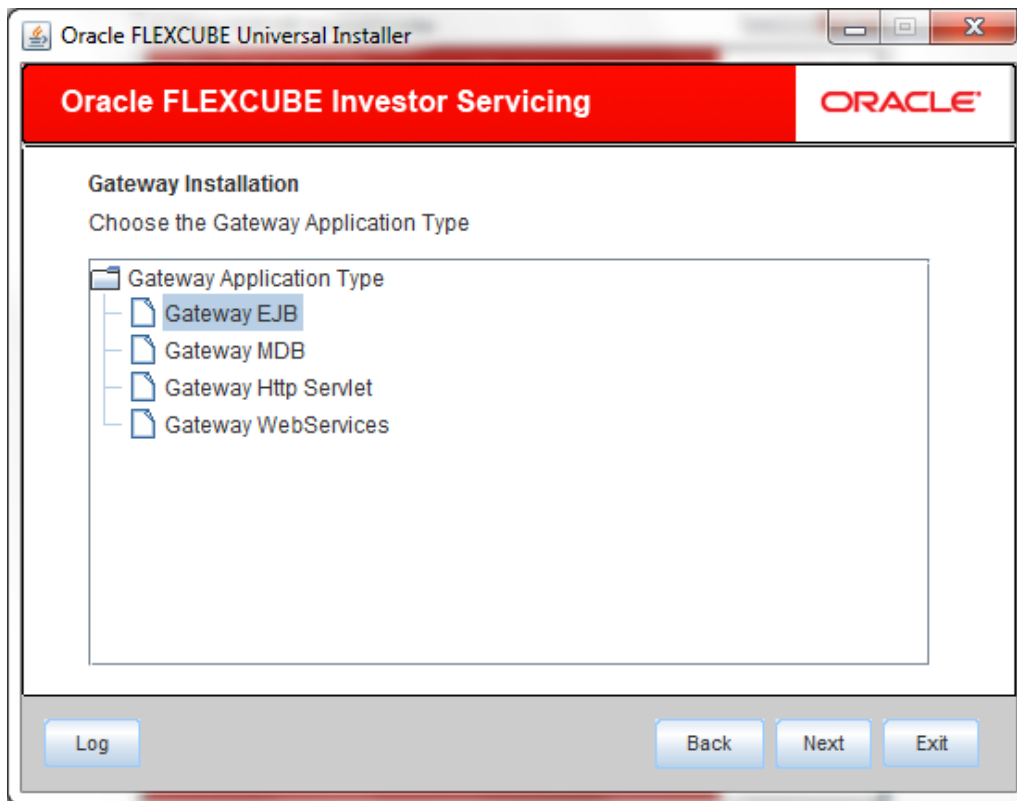 Oracle FLEXCUBE Universal Installer
Oracle FLEXCUBE Investor Servicing
ORACLE
Gateway Installation
Choose the Gateway Application Type
Gateway Application Type
Gateway EJB
Gateway MDB
Gateway Http Servlet
Gateway WebServices
Log Back Next Exit